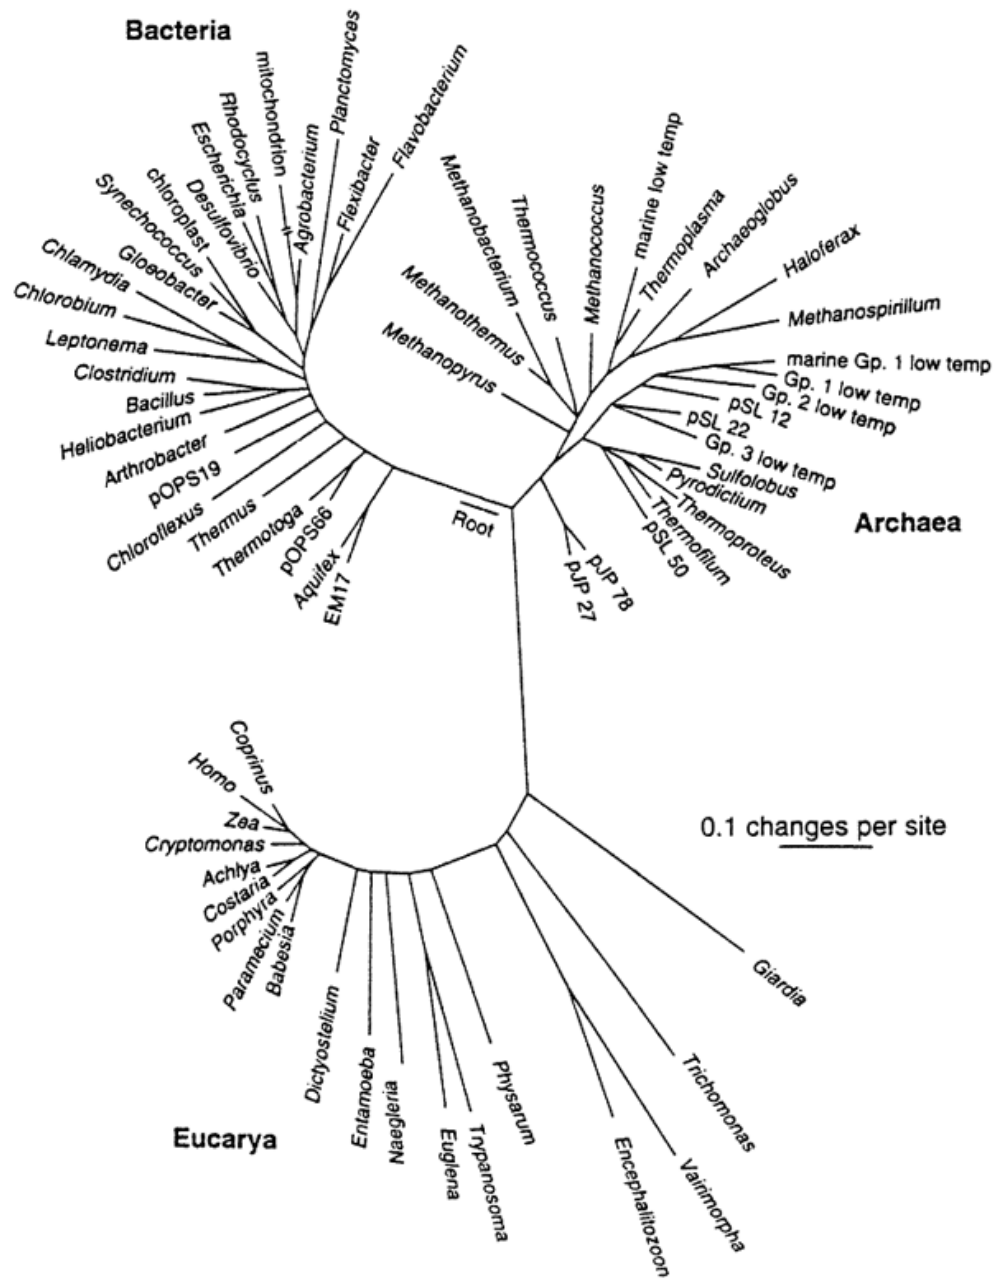 Bacteria
Planctomyces
Flavobacterium
mitochondrion
Rhodocyclus
Escherichia
Agrobacterium
Flexibacter
Desulfovibrio
chloroplast
Synechococcus
Gloeobacter
Chlamydia
Chlorobium
Leptonema
Clostridium
Bacillus
Heliobacterium
Arthrobacter
pOPS19
Chloroflexus
Thermus
Thermotoga
pOPS66
Aquifex
EM17
Root
Methanopyrus
Methanothermus
Methanobacterium
Thermococcus
Methanococcus
marine low temp
Thermoplasma
Archaeoglobus
Haloferax
Methanospirillum
marine Gp. 1 low temp
Gp. 1 low temp
Gp. 2 low temp
pSL 12
pSL 22
Gp. 3 low temp
Sulfolobus
Pyrodictium
Thermoproteus
Thermofilum
pSL 50
pJP 78
pJP 27
Archaea
Coprinus
Homo
Zea
Cryptomonas
Achlya
Costaria
Porphyra
Paramecium
Babesia
Dictyostelium
Entamoeba
Naegleria
Euglena
Trypanosoma
Physarum
Encephalitozoon
Vairimorpha
Trichomonas
Giardia
0.1 changes per site
Eucarya